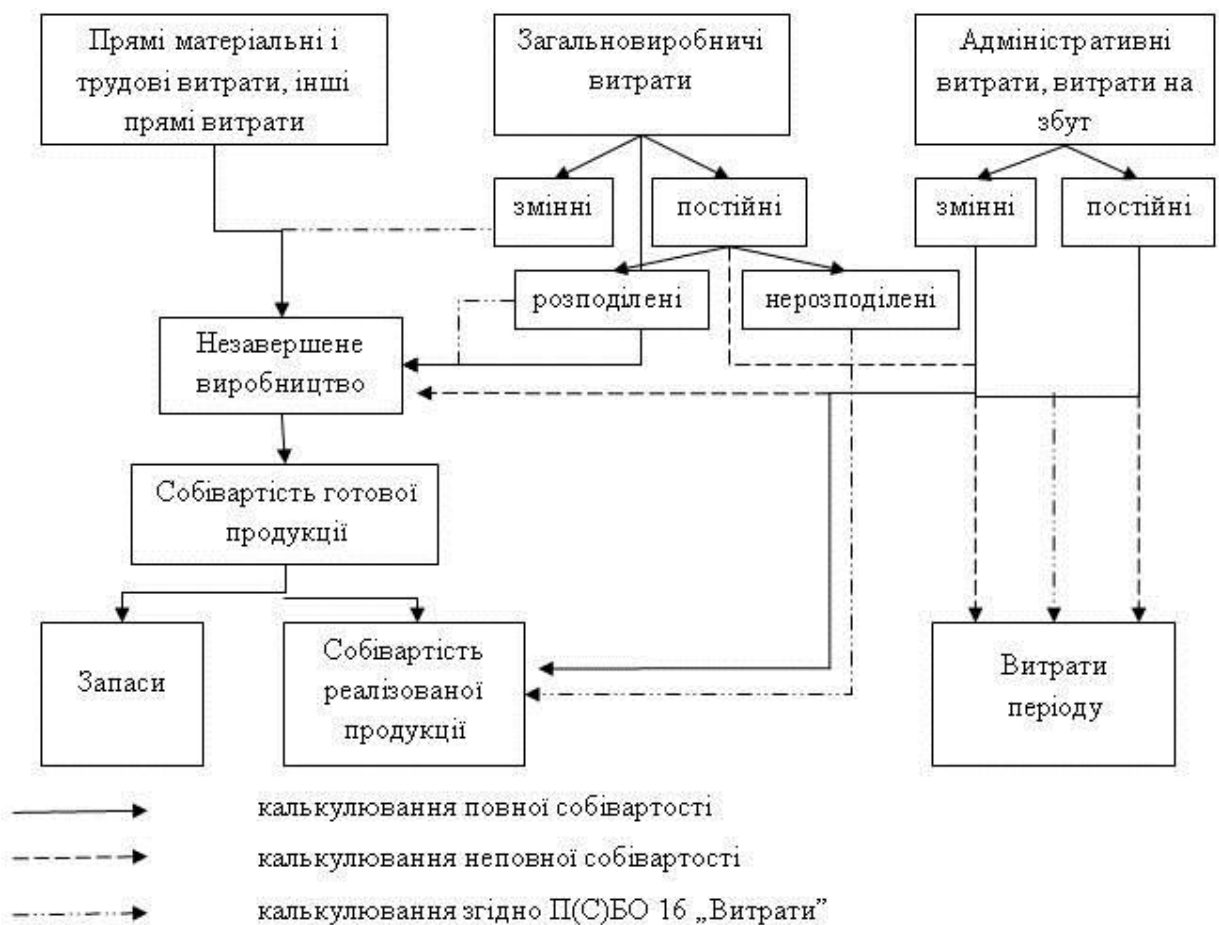 Прямі матеріальні і
трудові витрати, інші
прямі витрати
Загальновиробничі
витрати
Адміністративні
витрати, витрати на
збут
змінні
постійні
змінні
постійні
розподілені
нерозподілені
Незавершене
виробництво
Собівартість готової
продукції
Запаси
Собівартість
реалізованої
продукції
Витрати
періоду
калькулювання повної собівартості
калькулювання неповної собівартості
калькулювання згідно П(С)БО 16 „Витрати”